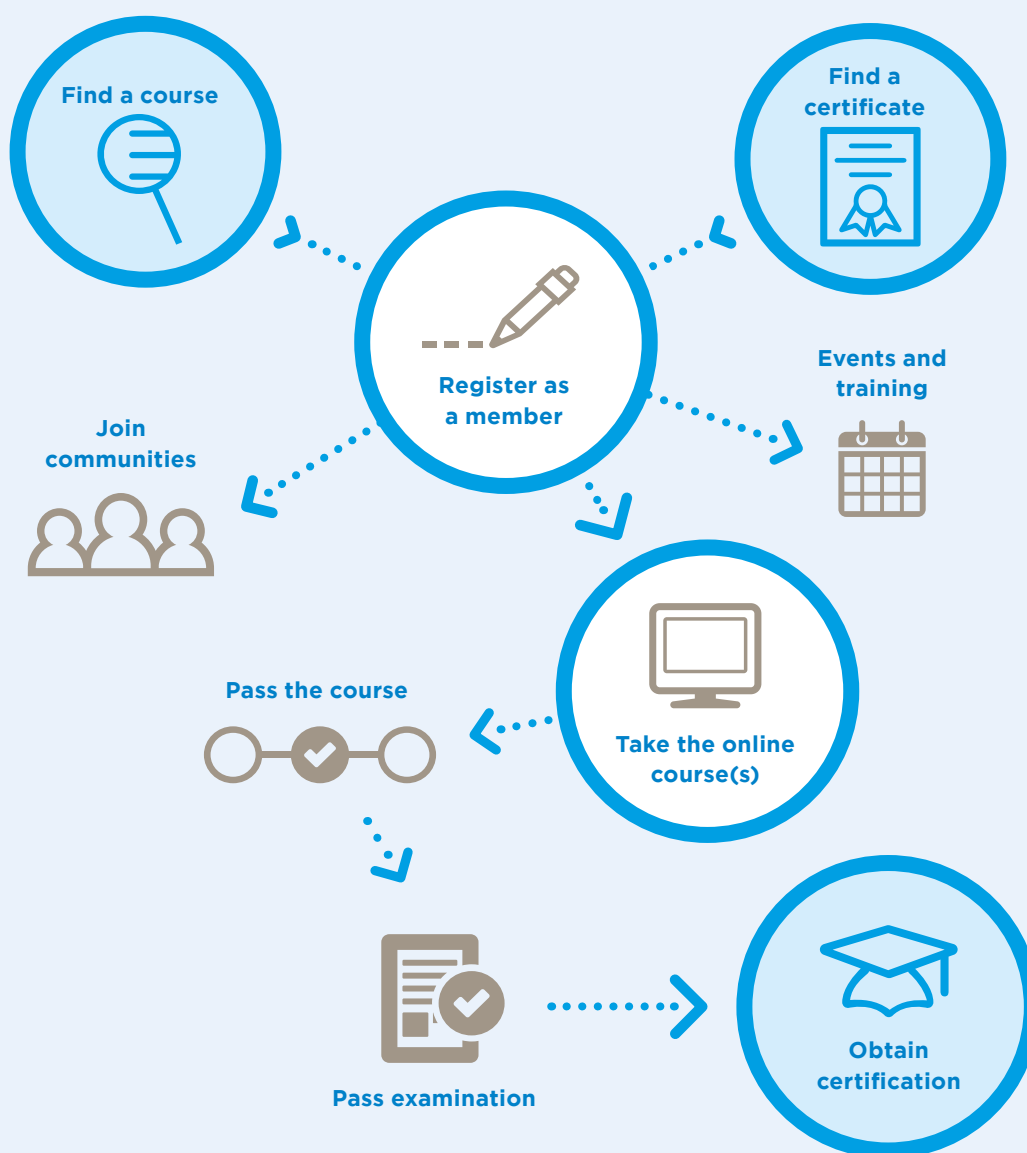 Find a course
Find a
certificate
Register as
a member
Events and
training
Join
communities
Take the online
course(s)
Pass the course
Pass examination
Obtain
certification